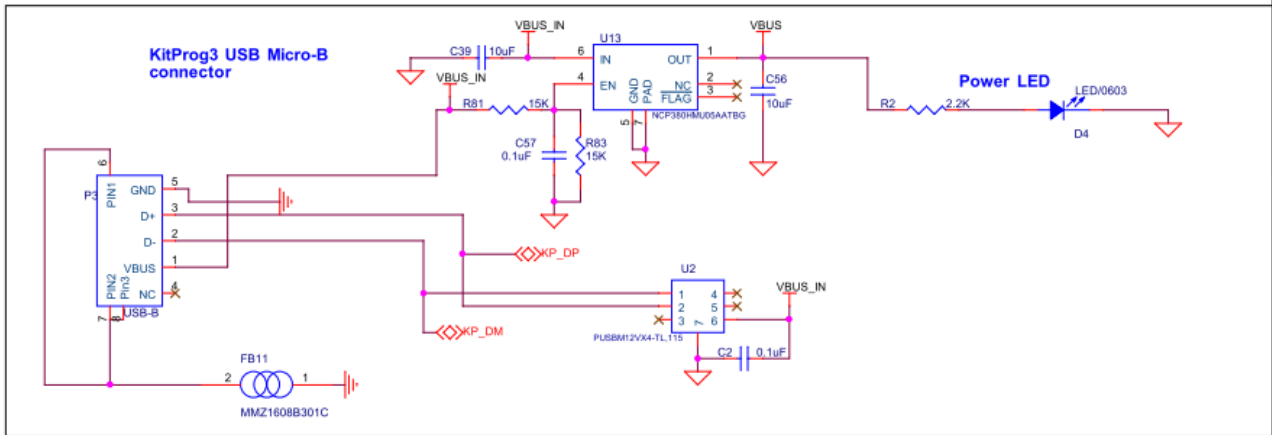 KitProg3 USB Micro-B
connector
VBUS_IN
C39 10uF
VBUS_IN
R81 15K
C57
0.1uF
R83
15K
U13
6 IN OUT 1
4 EN NC 2
FLAG 3
GND PAD
5 7
NCP380HMU05AATBG
VBUS
C56
10uF
Power LED
R2 2.2K
LED/0603
D4
6
PIN1 GND 5
D+ 3
D- 2
VBUS 1
PIN2 Pin3 NC 4
7 8
USB-B
KP_DP
KP_DM
U2
1 4
2 5
3 7 6
PUSBM12VX4-TL,115
VBUS_IN
C2 0.1uF
FB11
2 1
MMZ1608B301C